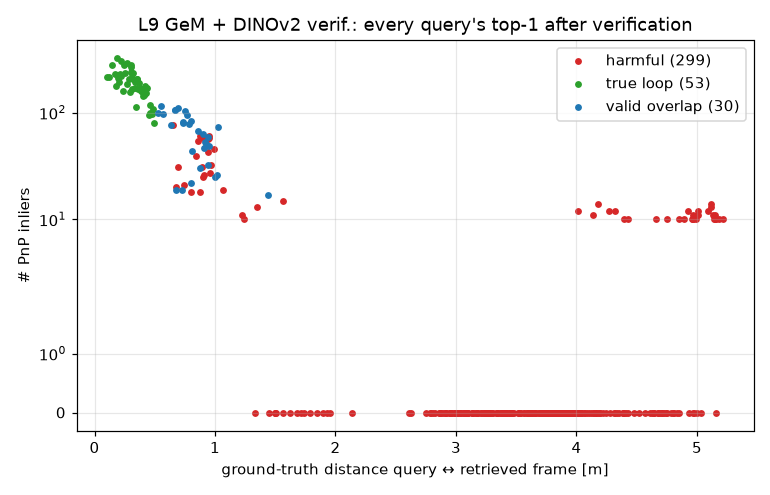 L9 GeM + DINOv2 verif.: every query's top-1 after verification
harmful (299)
true loop (53)
valid overlap (30)
# PnP inliers
10²
10¹
10⁰
0
0 1 2 3 4 5
ground-truth distance query ↔ retrieved frame [m]